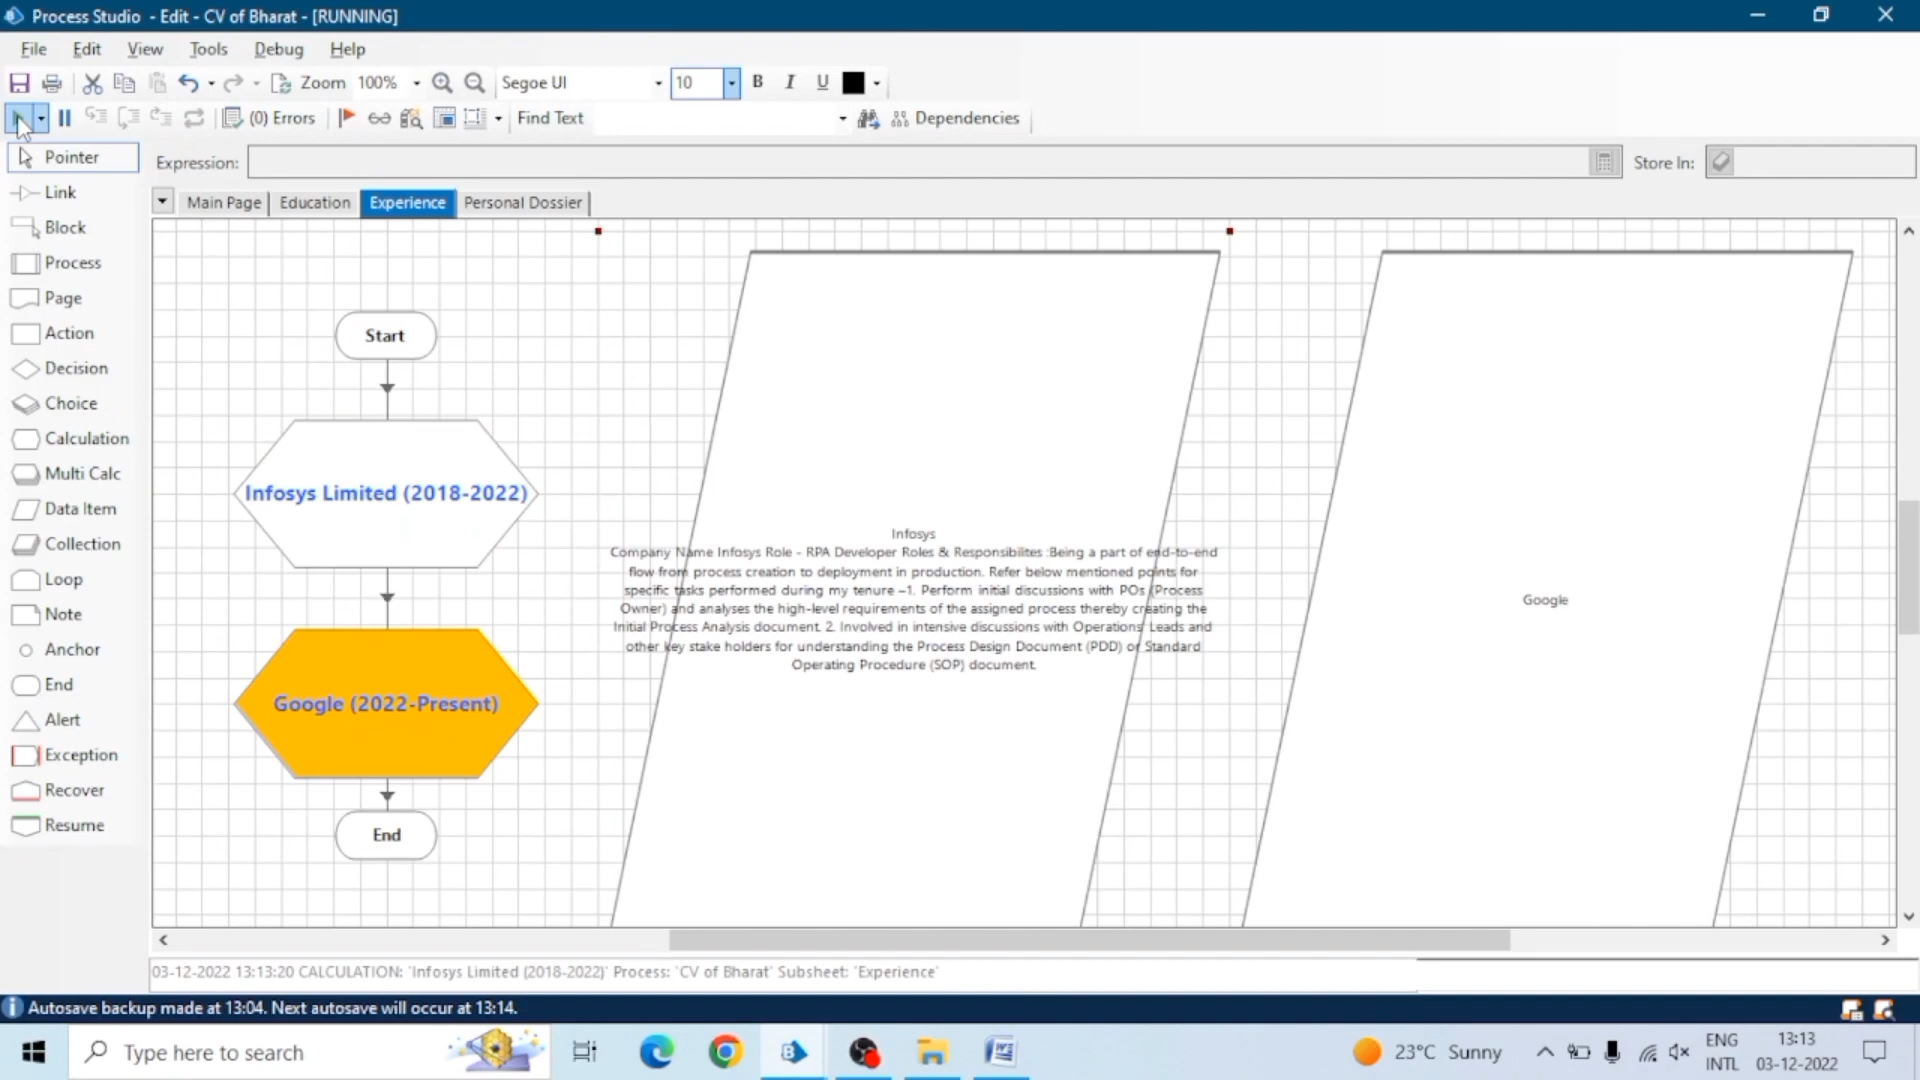 Process Studio - Edit - CV of Bharat - [RUNNING]
File Edit View Tools Debug Help
Zoom 100% Segoe UI 10 B I U
(0) Errors Find Text Dependencies
Pointer
Expression: Store In:
Link
Main Page Education Experience Personal Dossier
Block
Process
Page
Action
Decision
Choice
Calculation
Multi Calc
Data Item
Collection
Loop
Note
Anchor
End
Alert
Exception
Recover
Resume
Start
Infosys Limited (2018-2022)
Google (2022-Present)
End
Infosys
Company Name Infosys Role - RPA Developer Roles & Responsibilites :Being a part of end-to-end
flow from process creation to deployment in production. Refer below mentioned points for
specific tasks performed during my tenure –1. Perform initial discussions with POs (Process
Owner) and analyses the high-level requirements of the assigned process thereby creating the
Initial Process Analysis document. 2. Involved in intensive discussions with Operations' Leads and
other key stake holders for understanding the Process Design Document (PDD) or Standard
Operating Procedure (SOP) document.
Google
03-12-2022 13:13:20 CALCULATION: 'Infosys Limited (2018-2022)' Process: 'CV of Bharat' Subsheet: 'Experience'
Autosave backup made at 13:04. Next autosave will occur at 13:14.
Type here to search
23°C Sunny
ENG
INTL
13:13
03-12-2022